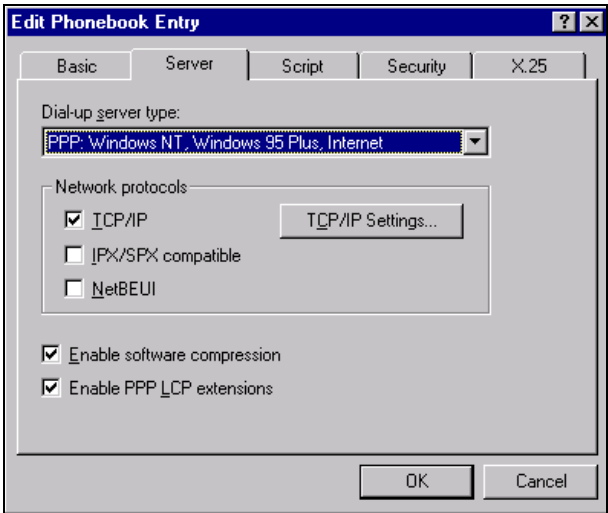 Edit Phonebook Entry
Basic Server Script Security X.25
Dial-up server type:
PPP: Windows NT, Windows 95 Plus, Internet
Network protocols
TCP/IP TCP/IP Settings...
IPX/SPX compatible
NetBEUI
Enable software compression
Enable PPP LCP extensions
OK Cancel